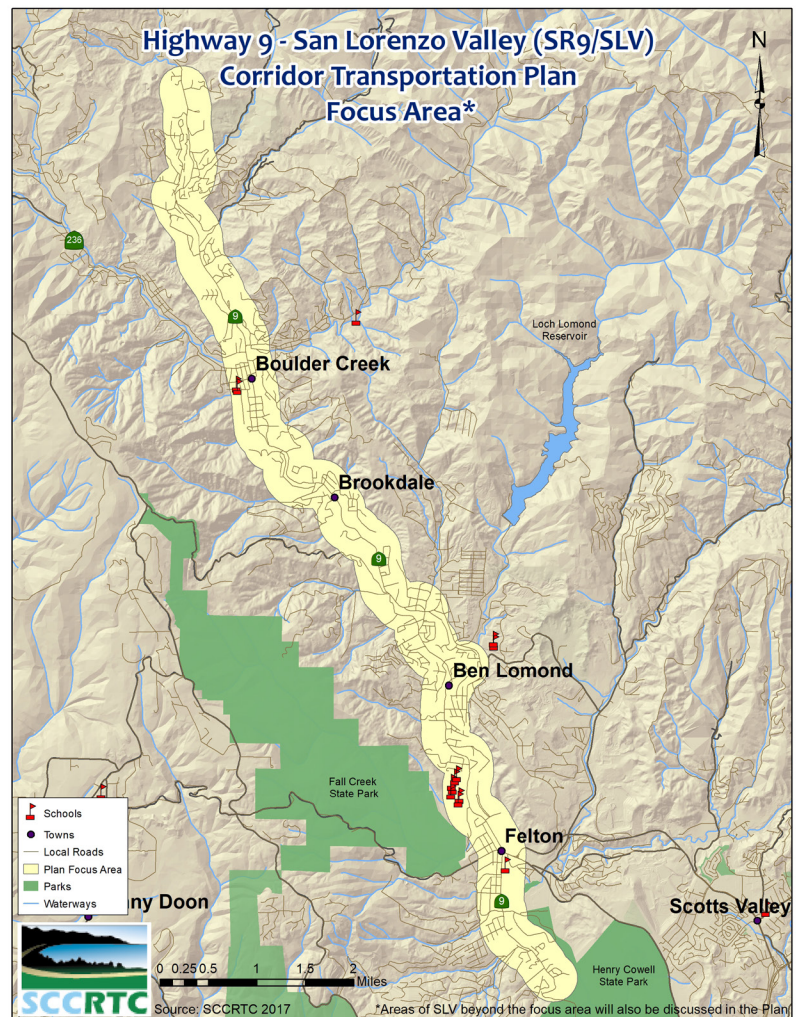 Highway 9 - San Lorenzo Valley (SR9/SLV)
Corridor Transportation Plan
Focus Area*
N
236
9
Loch Lomond
Reservoir
Boulder Creek
Brookdale
9
Ben Lomond
Fall Creek
State Park
Felton
9
Scotts Valley
Henry Cowell
State Park
Schools
Towns
Local Roads
Plan Focus Area
Parks
Waterways
ny Doon
SCCRTC
0 0.25 0.5 1 1.5 2
Miles
Source: SCCRTC 2017
*Areas of SLV beyond the focus area will also be discussed in the Plan